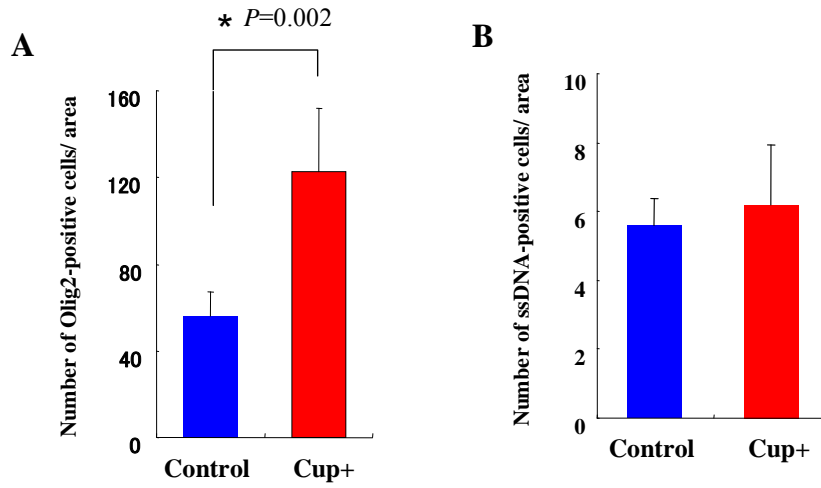 * P=0.002
A
Number of Olig2-positive cells/ area
160
120
80
40
0
Control Cup+
B
Number of ssDNA-positive cells/ area
10
8
6
4
2
0
Control Cup+